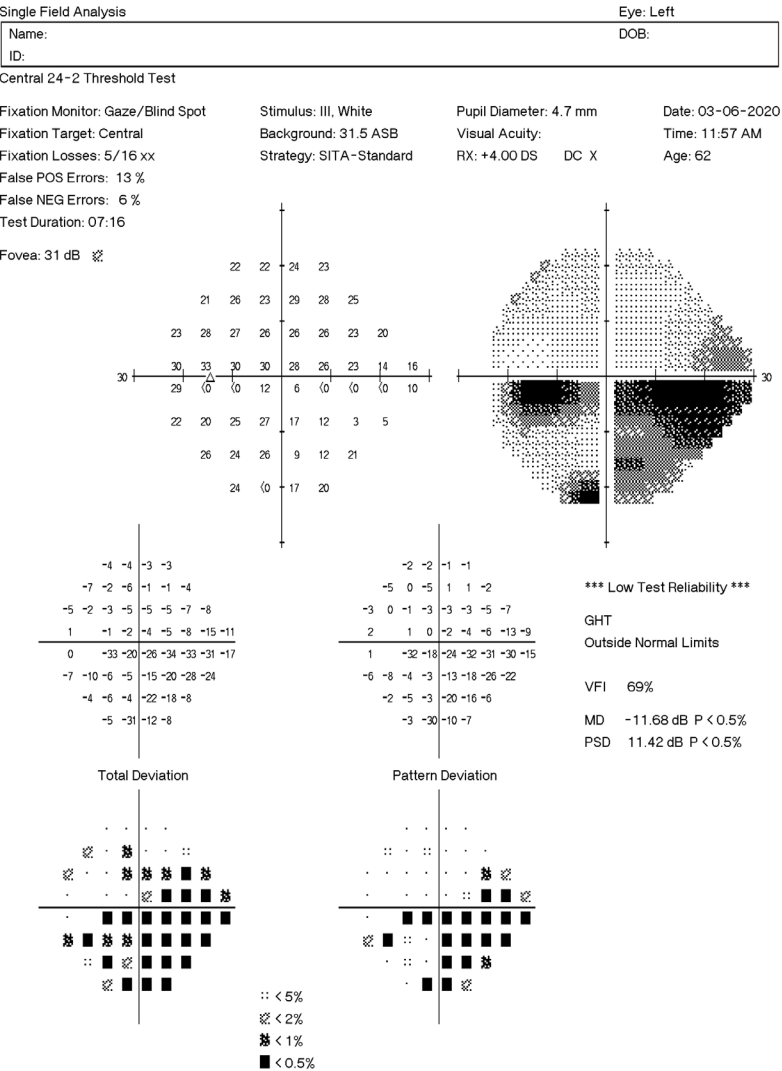 Single Field Analysis Eye: Left
Name: DOB:
ID:
Central 24-2 Threshold Test
Fixation Monitor: Gaze/Blind Spot Stimulus: III, White Pupil Diameter: 4.7 mm Date: 03-06-2020
Fixation Target: Central Background: 31.5 ASB Visual Acuity: Time: 11:57 AM
Fixation Losses: 5/16 xx Strategy: SITA-Standard RX: +4.00 DS DC X Age: 62
False POS Errors: 13 %
False NEG Errors: 6 %
Test Duration: 07:16
Fovea: 31 dB
22 22 24 23
21 26 23 29 28 25
23 28 27 26 26 26 23 20
30 33 30 30 28 26 23 14 16
30 30
29 <0 <0 12 6 <0 <0 <0 10
22 20 25 27 17 12 3 5
26 24 26 9 12 21
24 <0 17 20
-4 -4 -3 -3 -2 -2 -1 -1
-7 -2 -6 -1 -1 -4 -5 0 -5 1 1 -2
-5 -2 -3 -5 -5 -5 -7 -8 -3 0 -1 -3 -3 -3 -5 -7
1 -1 -2 -4 -5 -8 -15 -11 2 1 0 -2 -4 -6 -13 -9
0 -33 -20 -26 -34 -33 -31 -17 1 -32 -18 -24 -32 -31 -30 -15
-7 -10 -6 -5 -15 -20 -28 -24 -6 -8 -4 -3 -13 -18 -26 -22
-4 -6 -4 -22 -18 -8 -2 -5 -3 -20 -16 -6
-5 -31 -12 -8 -3 -30 -10 -7
*** Low Test Reliability ***
GHT
Outside Normal Limits
VFI 69%
MD -11.68 dB P < 0.5%
PSD 11.42 dB P < 0.5%
Total Deviation Pattern Deviation
< 5%
< 2%
< 1%
< 0.5%